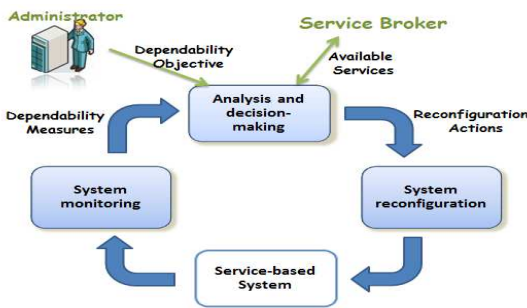 Administrator
Service Broker
Dependability
Objective
Available
Services
Dependability
Measures
Analysis and
decision-
making
Reconfiguration
Actions
System
monitoring
System
reconfiguration
Service-based
System